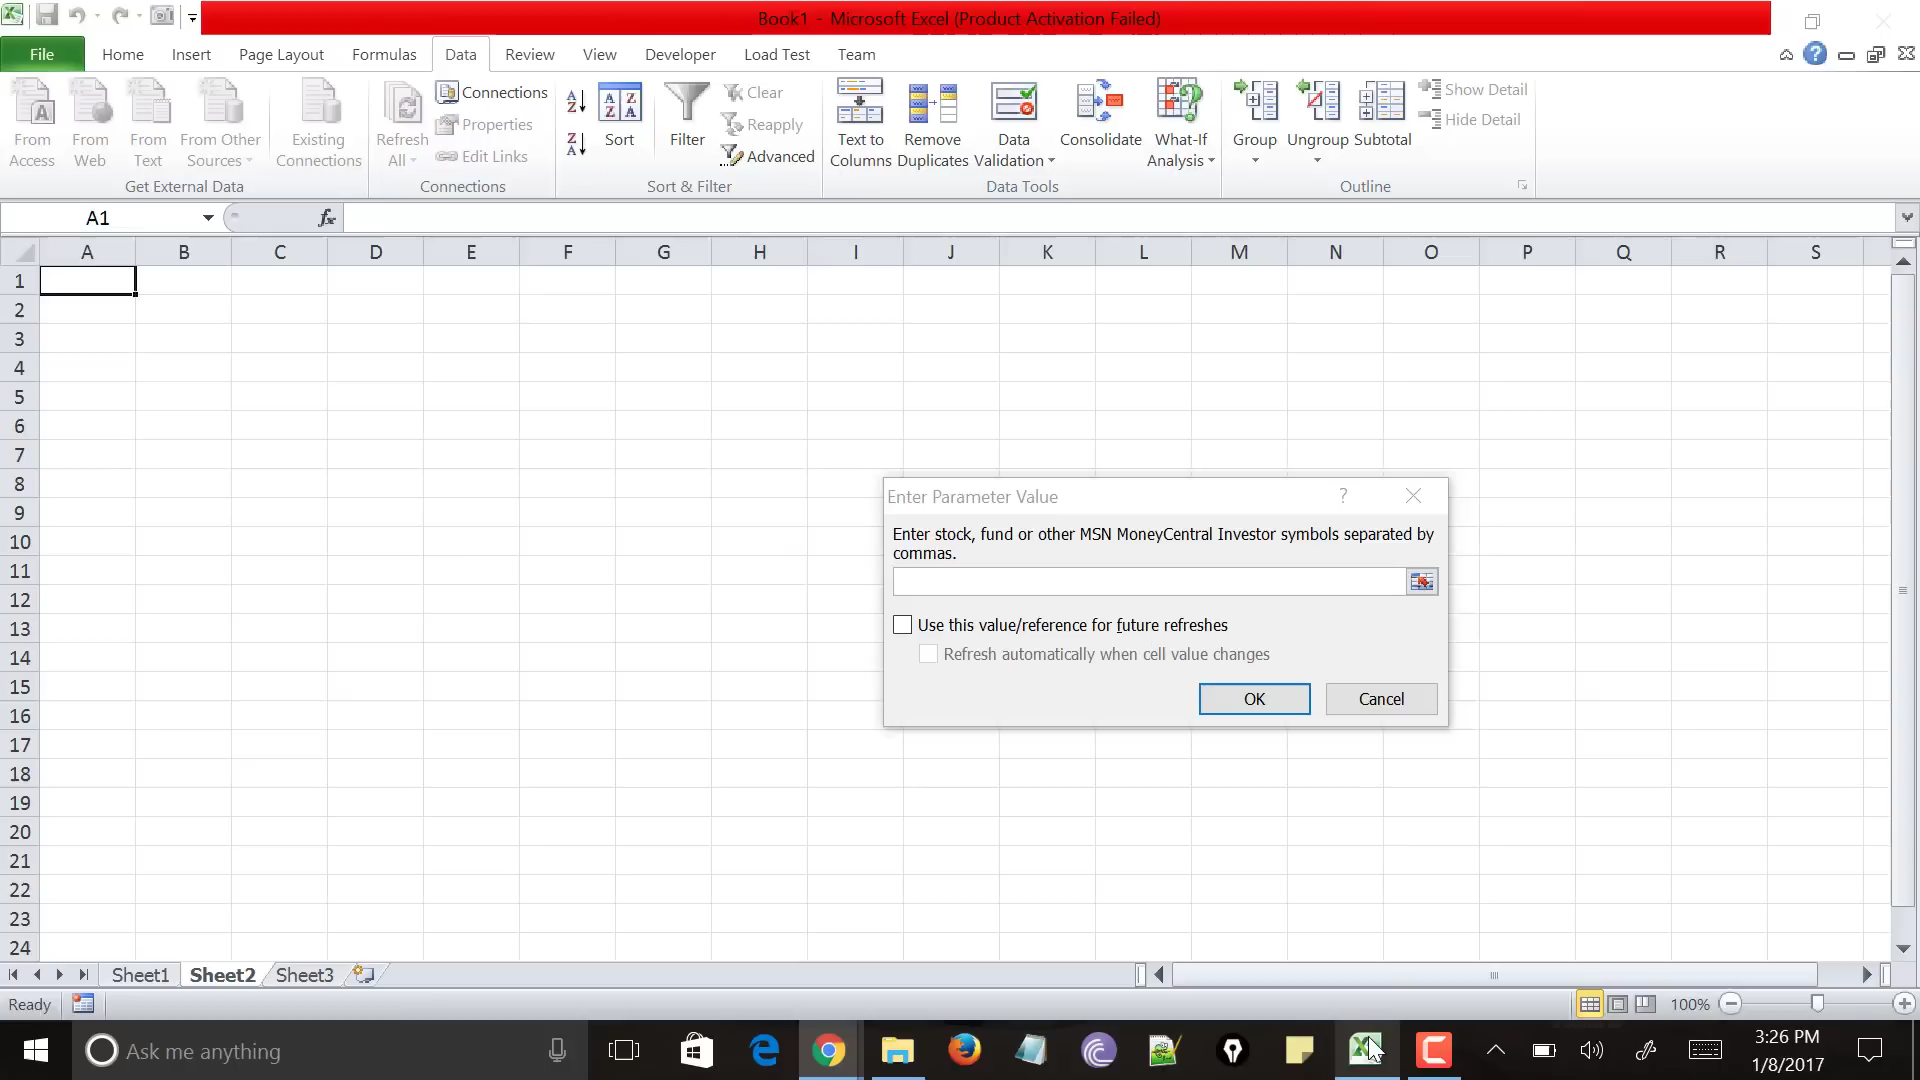 Book1 - Microsoft Excel (Product Activation Failed)
File Home Insert Page Layout Formulas Data Review View Developer Load Test Team
From Access
From Web
From Text
From Other Sources
Existing Connections
Get External Data
Refresh All
Connections
Properties
Edit Links
Connections
Sort
Filter
Clear
Reapply
Advanced
Sort & Filter
Text to Columns
Remove Duplicates
Data Validation
Consolidate
What-If Analysis
Data Tools
Group
Ungroup
Subtotal
Show Detail
Hide Detail
Outline
A1 fx
A B C D E F G H I J K L M N O P Q R S
1
2
3
4
5
6
7
8
9
10
11
12
13
14
15
16
17
18
19
20
21
22
23
24
Enter Parameter Value ?
Enter stock, fund or other MSN MoneyCentral Investor symbols separated by
commas.
Use this value/reference for future refreshes
Refresh automatically when cell value changes
OK Cancel
Sheet1 Sheet2 Sheet3
Ready 100%
Ask me anything
3:26 PM
1/8/2017